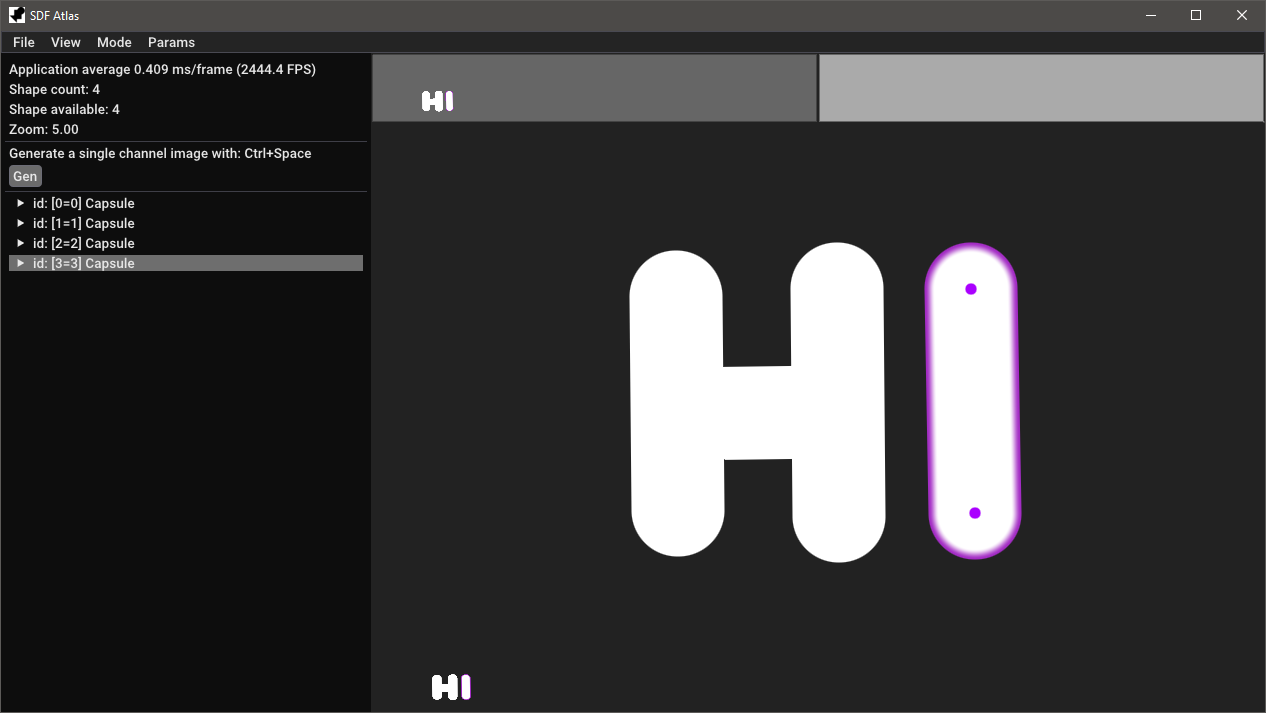 SDF Atlas
File View Mode Params
Application average 0.409 ms/frame (2444.4 FPS)
Shape count: 4
Shape available: 4
Zoom: 5.00
Generate a single channel image with: Ctrl+Space
Gen
id: [0=0] Capsule
id: [1=1] Capsule
id: [2=2] Capsule
id: [3=3] Capsule
HI
HI
HI